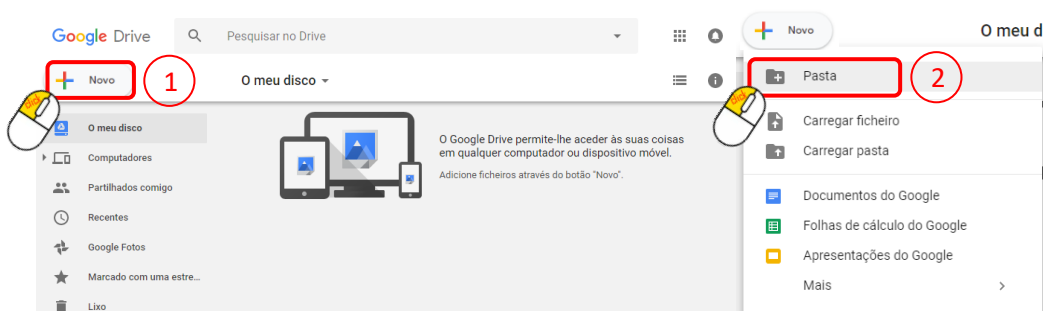 Google Drive
Pesquisar no Drive
Novo
1
O meu disco
click
O meu disco
Computadores
Partilhados comigo
Recentes
Google Fotos
Marcado com uma estre...
Lixo
O Google Drive permite-lhe aceder às suas coisas
em qualquer computador ou dispositivo móvel.
Adicione ficheiros através do botão "Novo".
Novo
O meu d
Pasta
2
click
Carregar ficheiro
Carregar pasta
Documentos do Google
Folhas de cálculo do Google
Apresentações do Google
Mais